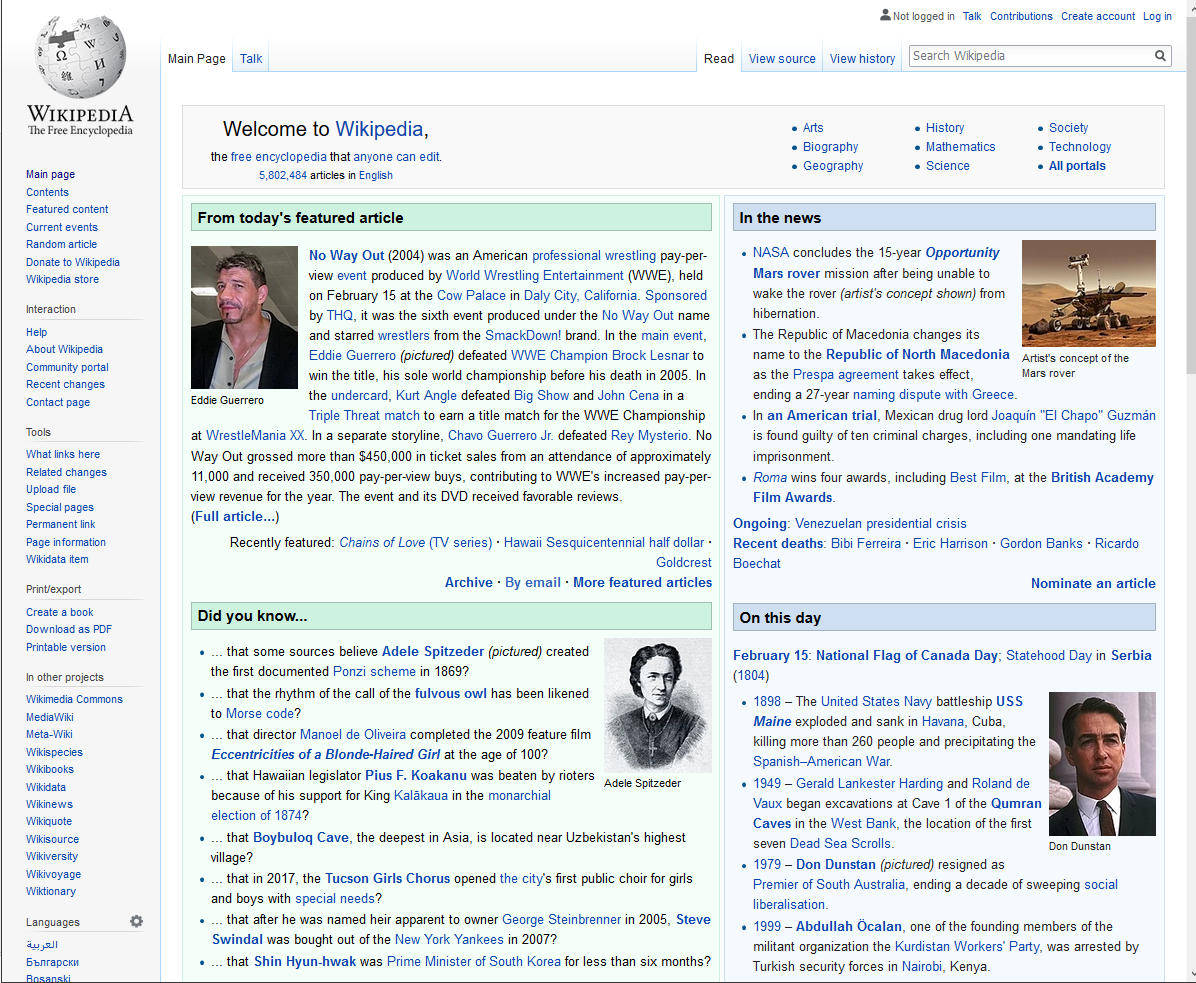 Not logged in Talk Contributions Create account Log in
Main Page Talk
Read View source View history Search Wikipedia
WIKIPEDIA
The Free Encyclopedia
Main page
Contents
Featured content
Current events
Random article
Donate to Wikipedia
Wikipedia store
Interaction
Help
About Wikipedia
Community portal
Recent changes
Contact page
Tools
What links here
Related changes
Upload file
Special pages
Permanent link
Page information
Wikidata item
Print/export
Create a book
Download as PDF
Printable version
In other projects
Wikimedia Commons
MediaWiki
Meta-Wiki
Wikispecies
Wikibooks
Wikidata
Wikinews
Wikiquote
Wikisource
Wikiversity
Wikivoyage
Wiktionary
Languages
العربية
Български
Bosanski
Welcome to Wikipedia,
the free encyclopedia that anyone can edit.
5,802,484 articles in English
Arts
Biography
Geography
History
Mathematics
Science
Society
Technology
All portals
From today's featured article
Eddie Guerrero
No Way Out (2004) was an American professional wrestling pay-per-
view event produced by World Wrestling Entertainment (WWE), held
on February 15 at the Cow Palace in Daly City, California. Sponsored
by THQ, it was the sixth event produced under the No Way Out name
and starred wrestlers from the SmackDown! brand. In the main event,
Eddie Guerrero (pictured) defeated WWE Champion Brock Lesnar to
win the title, his sole world championship before his death in 2005. In
the undercard, Kurt Angle defeated Big Show and John Cena in a
Triple Threat match to earn a title match for the WWE Championship
at WrestleMania XX. In a separate storyline, Chavo Guerrero Jr. defeated Rey Mysterio. No
Way Out grossed more than $450,000 in ticket sales from an attendance of approximately
11,000 and received 350,000 pay-per-view buys, contributing to WWE's increased pay-per-
view revenue for the year. The event and its DVD received favorable reviews.
(Full article...)
Recently featured: Chains of Love (TV series) · Hawaii Sesquicentennial half dollar ·
Goldcrest
Archive · By email · More featured articles
Did you know...
... that some sources believe Adele Spitzeder (pictured) created
the first documented Ponzi scheme in 1869?
... that the rhythm of the call of the fulvous owl has been likened
to Morse code?
... that director Manoel de Oliveira completed the 2009 feature film
Eccentricities of a Blonde-Haired Girl at the age of 100?
... that Hawaiian legislator Pius F. Koakanu was beaten by rioters
because of his support for King Kalākaua in the monarchial
election of 1874?
... that Boybuloq Cave, the deepest in Asia, is located near Uzbekistan's highest
village?
... that in 2017, the Tucson Girls Chorus opened the city's first public choir for girls
and boys with special needs?
... that after he was named heir apparent to owner George Steinbrenner in 2005, Steve
Swindal was bought out of the New York Yankees in 2007?
... that Shin Hyun-hwak was Prime Minister of South Korea for less than six months?
Adele Spitzeder
In the news
NASA concludes the 15-year Opportunity
Mars rover mission after being unable to
wake the rover (artist's concept shown) from
hibernation.
The Republic of Macedonia changes its
name to the Republic of North Macedonia
as the Prespa agreement takes effect,
ending a 27-year naming dispute with Greece.
In an American trial, Mexican drug lord Joaquín "El Chapo" Guzmán
is found guilty of ten criminal charges, including one mandating life
imprisonment.
Roma wins four awards, including Best Film, at the British Academy
Film Awards.
Artist's concept of the
Mars rover
Ongoing: Venezuelan presidential crisis
Recent deaths: Bibi Ferreira · Eric Harrison · Gordon Banks · Ricardo
Boechat
Nominate an article
On this day
February 15: National Flag of Canada Day; Statehood Day in Serbia
(1804)
1898 – The United States Navy battleship USS
Maine exploded and sank in Havana, Cuba,
killing more than 260 people and precipitating the
Spanish–American War.
1949 – Gerald Lankester Harding and Roland de
Vaux began excavations at Cave 1 of the Qumran
Caves in the West Bank, the location of the first
seven Dead Sea Scrolls.
1979 – Don Dunstan (pictured) resigned as
Premier of South Australia, ending a decade of sweeping social
liberalisation.
1999 – Abdullah Öcalan, one of the founding members of the
militant organization the Kurdistan Workers' Party, was arrested by
Turkish security forces in Nairobi, Kenya.
Don Dunstan